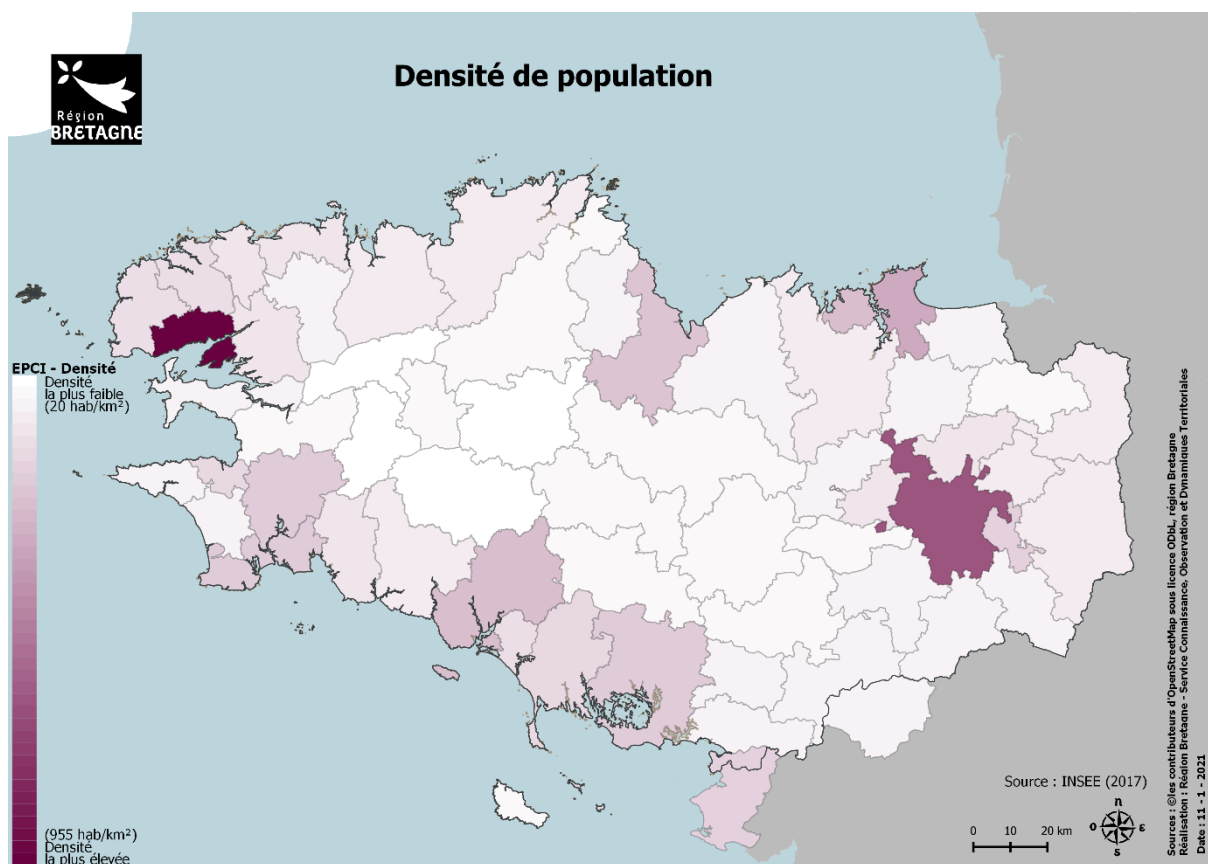 Densité de population
Région
BRETAGNE
EPCI - Densité
Densité
la plus faible
(20 hab/km²)
(955 hab/km²)
Densité
la plus élevée
Source : INSEE (2017)
0 10 20 km
n
o ε
s
Sources : ©les contributeurs d'OpenStreetMap sous licence ODbL, région Bretagne
Réalisation : Région Bretagne - Service Connaissance, Observation et Dynamiques Territoriales
Date : 11 - 1 - 2021